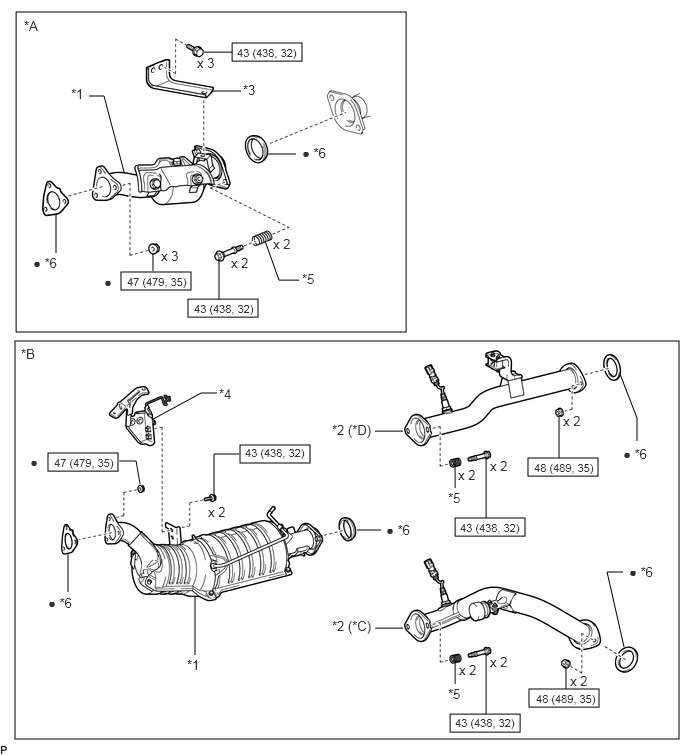 *A
43 (438, 32)
x 3
*3
*1
● *6
x 3
● *6
x 2
x 2
● 47 (479, 35)
*5
43 (438, 32)
*B
*4
*2 (*D)
x 2
● *6
43 (438, 32)
● 47 (479, 35)
48 (489, 35)
x 2
x 2
*5
x 2
43 (438, 32)
● *6
● *6
● *6
*2 (*C)
*1
x 2
x 2
*5
x 2
48 (489, 35)
43 (438, 32)
P